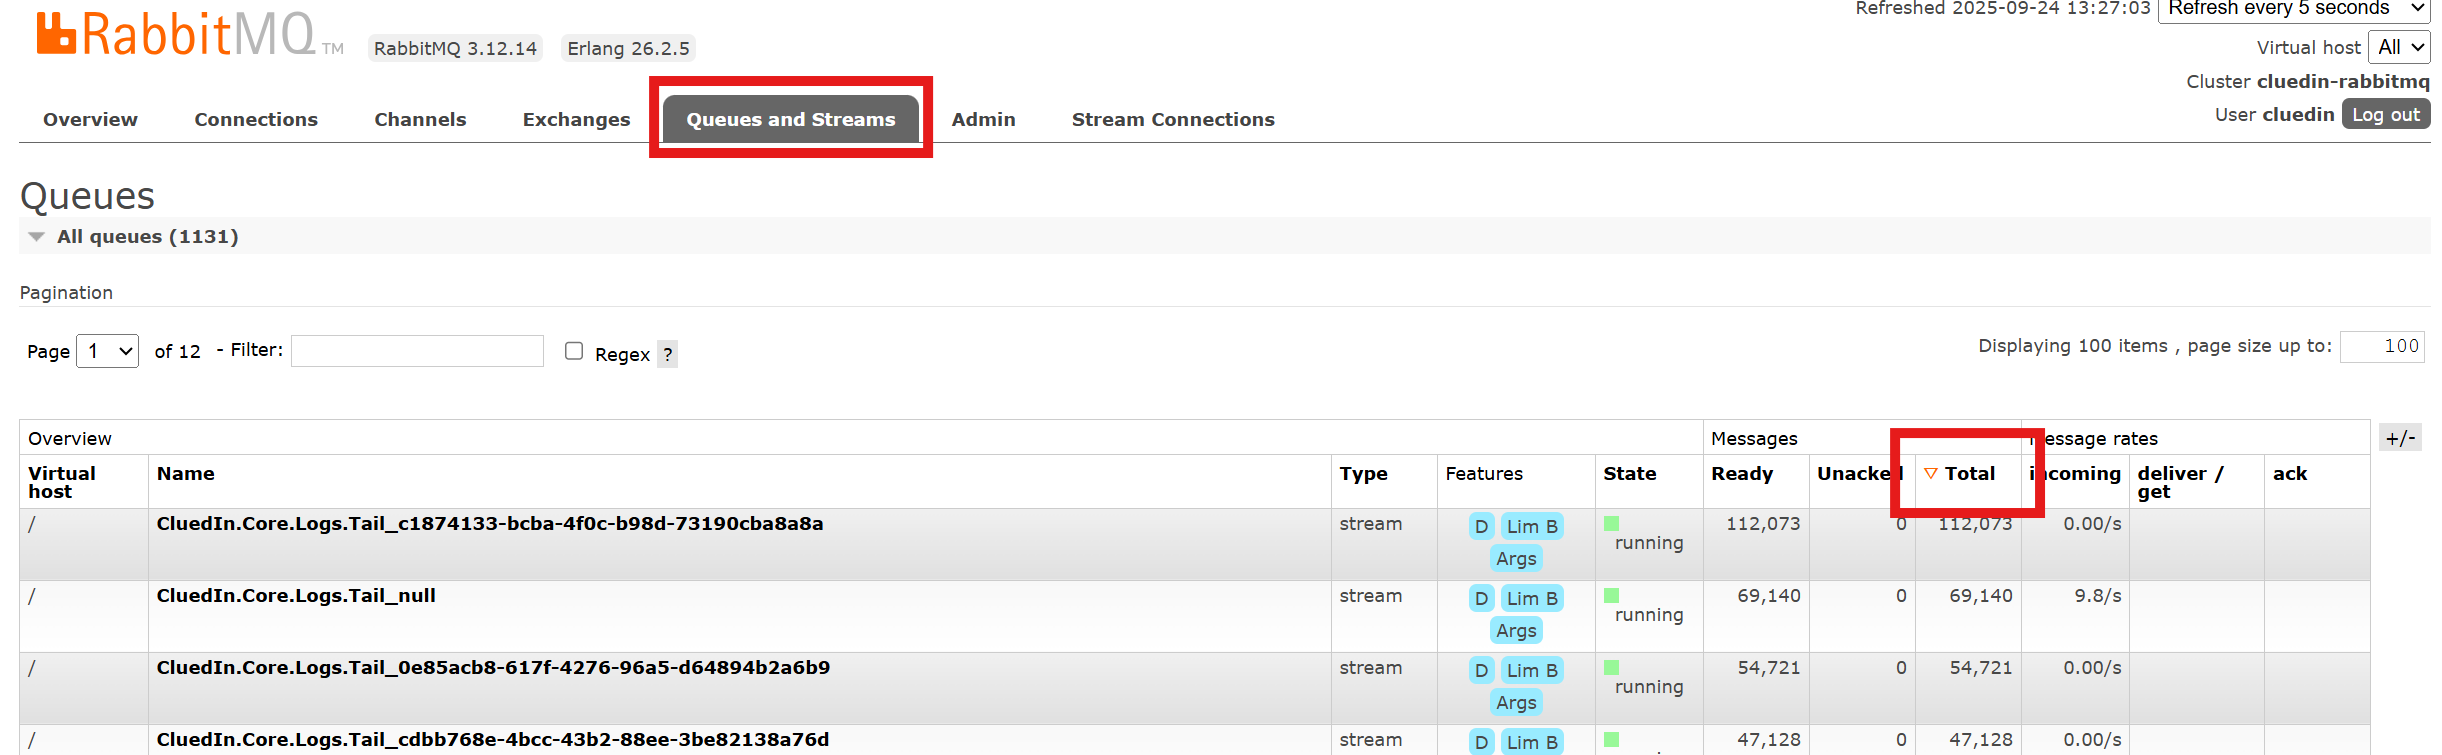 Refreshed 2025-09-24 13:27:03 Refresh every 5 seconds
RabbitMQ TM RabbitMQ 3.12.14 Erlang 26.2.5
Virtual host All
Cluster cluedin-rabbitmq
User cluedin Log out
Overview Connections Channels Exchanges Queues and Streams Admin Stream Connections
Queues
All queues (1131)
Pagination
Page 1 of 12 - Filter: Regex ? Displaying 100 items , page size up to: 100
Overview Messages Message rates +/-
Virtual host Name Type Features State Ready Unacked Total incoming deliver / get ack
/ CluedIn.Core.Logs.Tail_c1874133-bcba-4f0c-b98d-73190cba8a8a stream D Lim B Args running 112,073 0 112,073 0.00/s
/ CluedIn.Core.Logs.Tail_null stream D Lim B Args running 69,140 0 69,140 9.8/s
/ CluedIn.Core.Logs.Tail_0e85acb8-617f-4276-96a5-d64894b2a6b9 stream D Lim B Args running 54,721 0 54,721 0.00/s
/ CluedIn.Core.Logs.Tail_cdbb768e-4bcc-43b2-88ee-3be82138a76d stream D Lim B 47,128 0 47,128 0.00/s